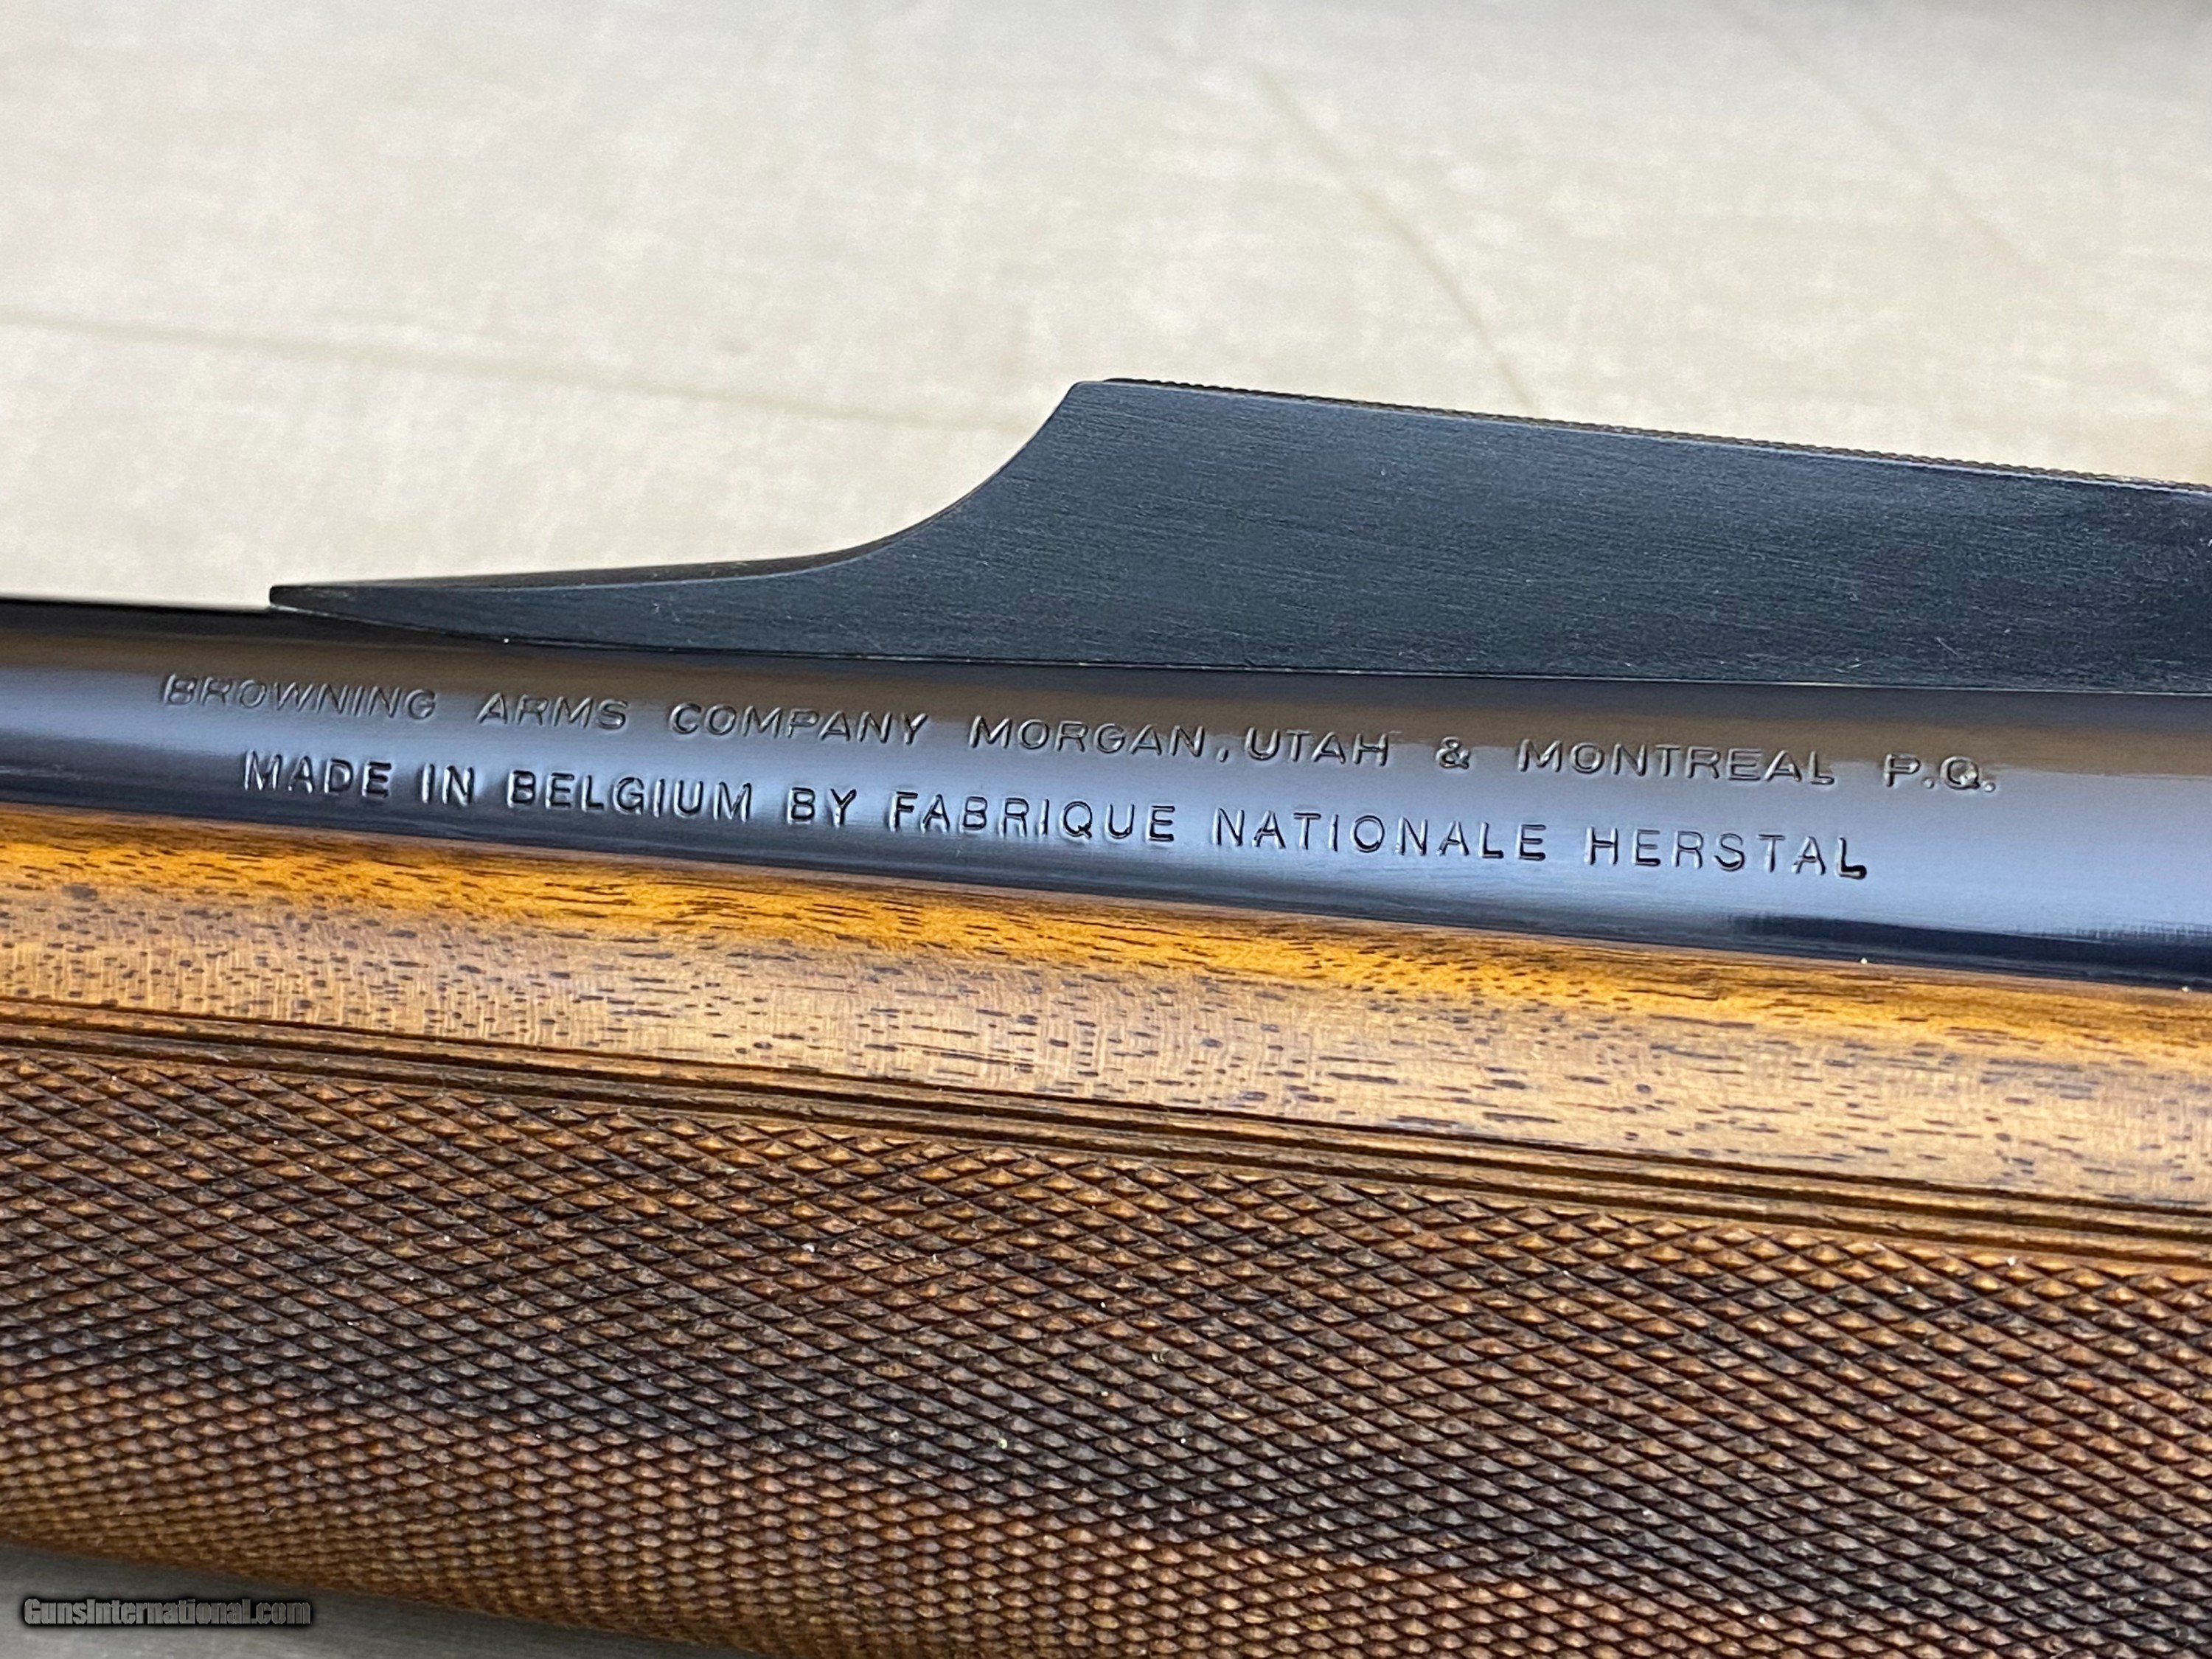 BROWNING ARMS COMPANY MORGAN, UTAH & MONTREAL P.Q.
MADE IN BELGIUM BY FABRIQUE NATIONALE HERSTAL
GunsInternational.com